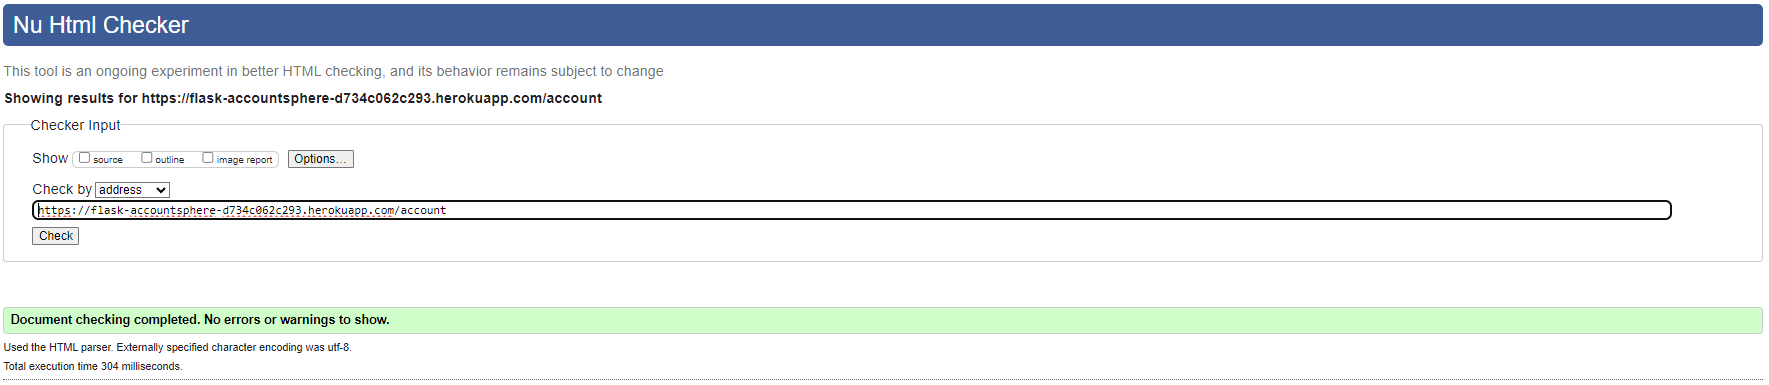 Nu Html Checker
This tool is an ongoing experiment in better HTML checking, and its behavior remains subject to change
Showing results for https://flask-accountsphere-d734c062c293.herokuapp.com/account
Checker Input
Show source outline image report Options...
Check by address
https://flask-accountsphere-d734c062c293.herokuapp.com/account
Check
Document checking completed. No errors or warnings to show.
Used the HTML parser. Externally specified character encoding was utf-8.
Total execution time 304 milliseconds.